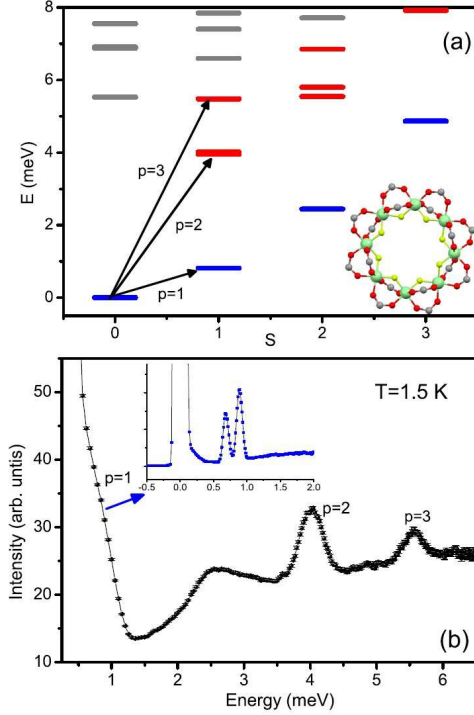 8
(a)
6
E (meV)
p=3
4
p=2
2
p=1
0
0 1 2 3
S
T=1.5 K
50
p=1
-0.5 0.0 0.5 1.0 1.5 2.0
40
Intensity (arb. untis)
p=2
30
p=3
20
(b)
10
1 2 3 4 5 6
Energy (meV)